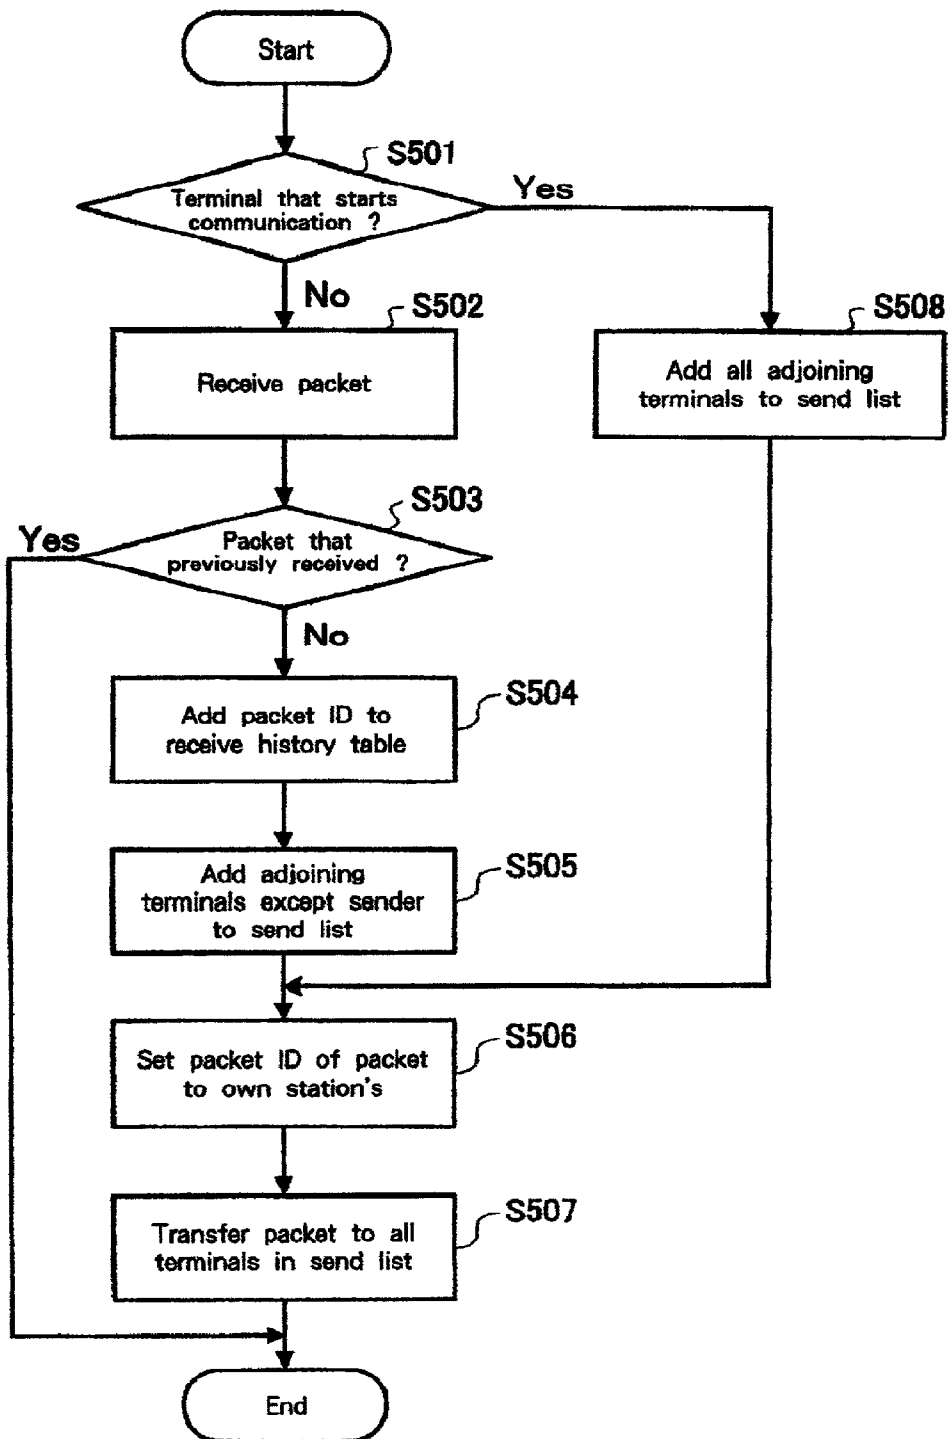 Start
S501
Terminal that starts
communication ?
Yes
No
S502
Receive packet
S508
Add all adjoining
terminals to send list
S503
Packet that
previously received ?
Yes
No
S504
Add packet ID to
receive history table
S505
Add adjoining
terminals except sender
to send list
S506
Set packet ID of packet
to own station's
S507
Transfer packet to all
terminals in send list
End